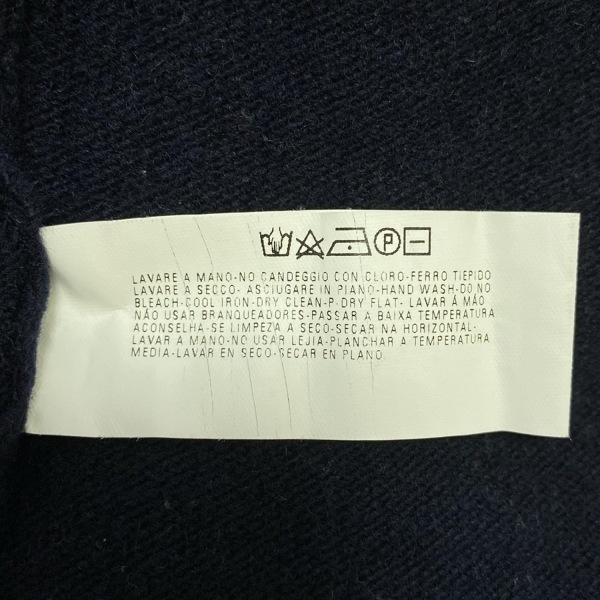 P
LAVARE A MANO-NO CANDEGGIO CON CLORO-FERRO TIEPIDO
LAVARE A SECCO- ASCIUGARE IN PIANO-HAND WASH-DO NO
BLEACH-COOL IRON-DRY CLEAN-P-DRY FLAT- LAVAR Á MÁO
NÃO USAR BRANQUEADORES-PASSAR A BAIXA TEMPERATURA
ACONSELHA-SE LIMPEZA A SECO-SECAR NA HORIZONTAL-
LAVAR A MANO-NO USAR LEJIA-PLANCHAR A TEMPERATURA
MEDIA-LAVAR EN SECO-SECAR EN PLANO.